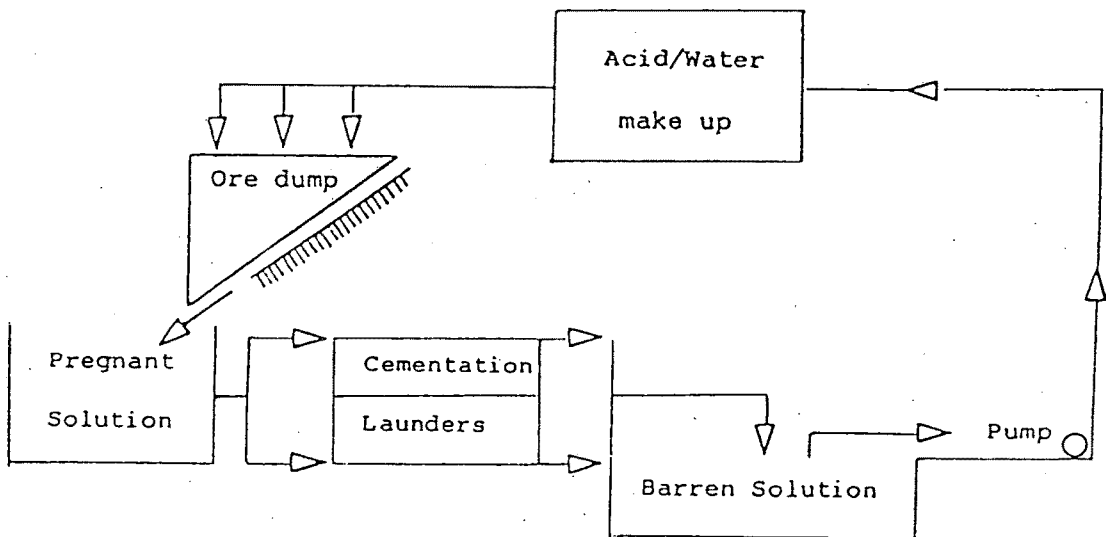 Acid/Water
make up
Ore dump
Pregnant
Solution
Cementation
Launders
Pump
Barren Solution